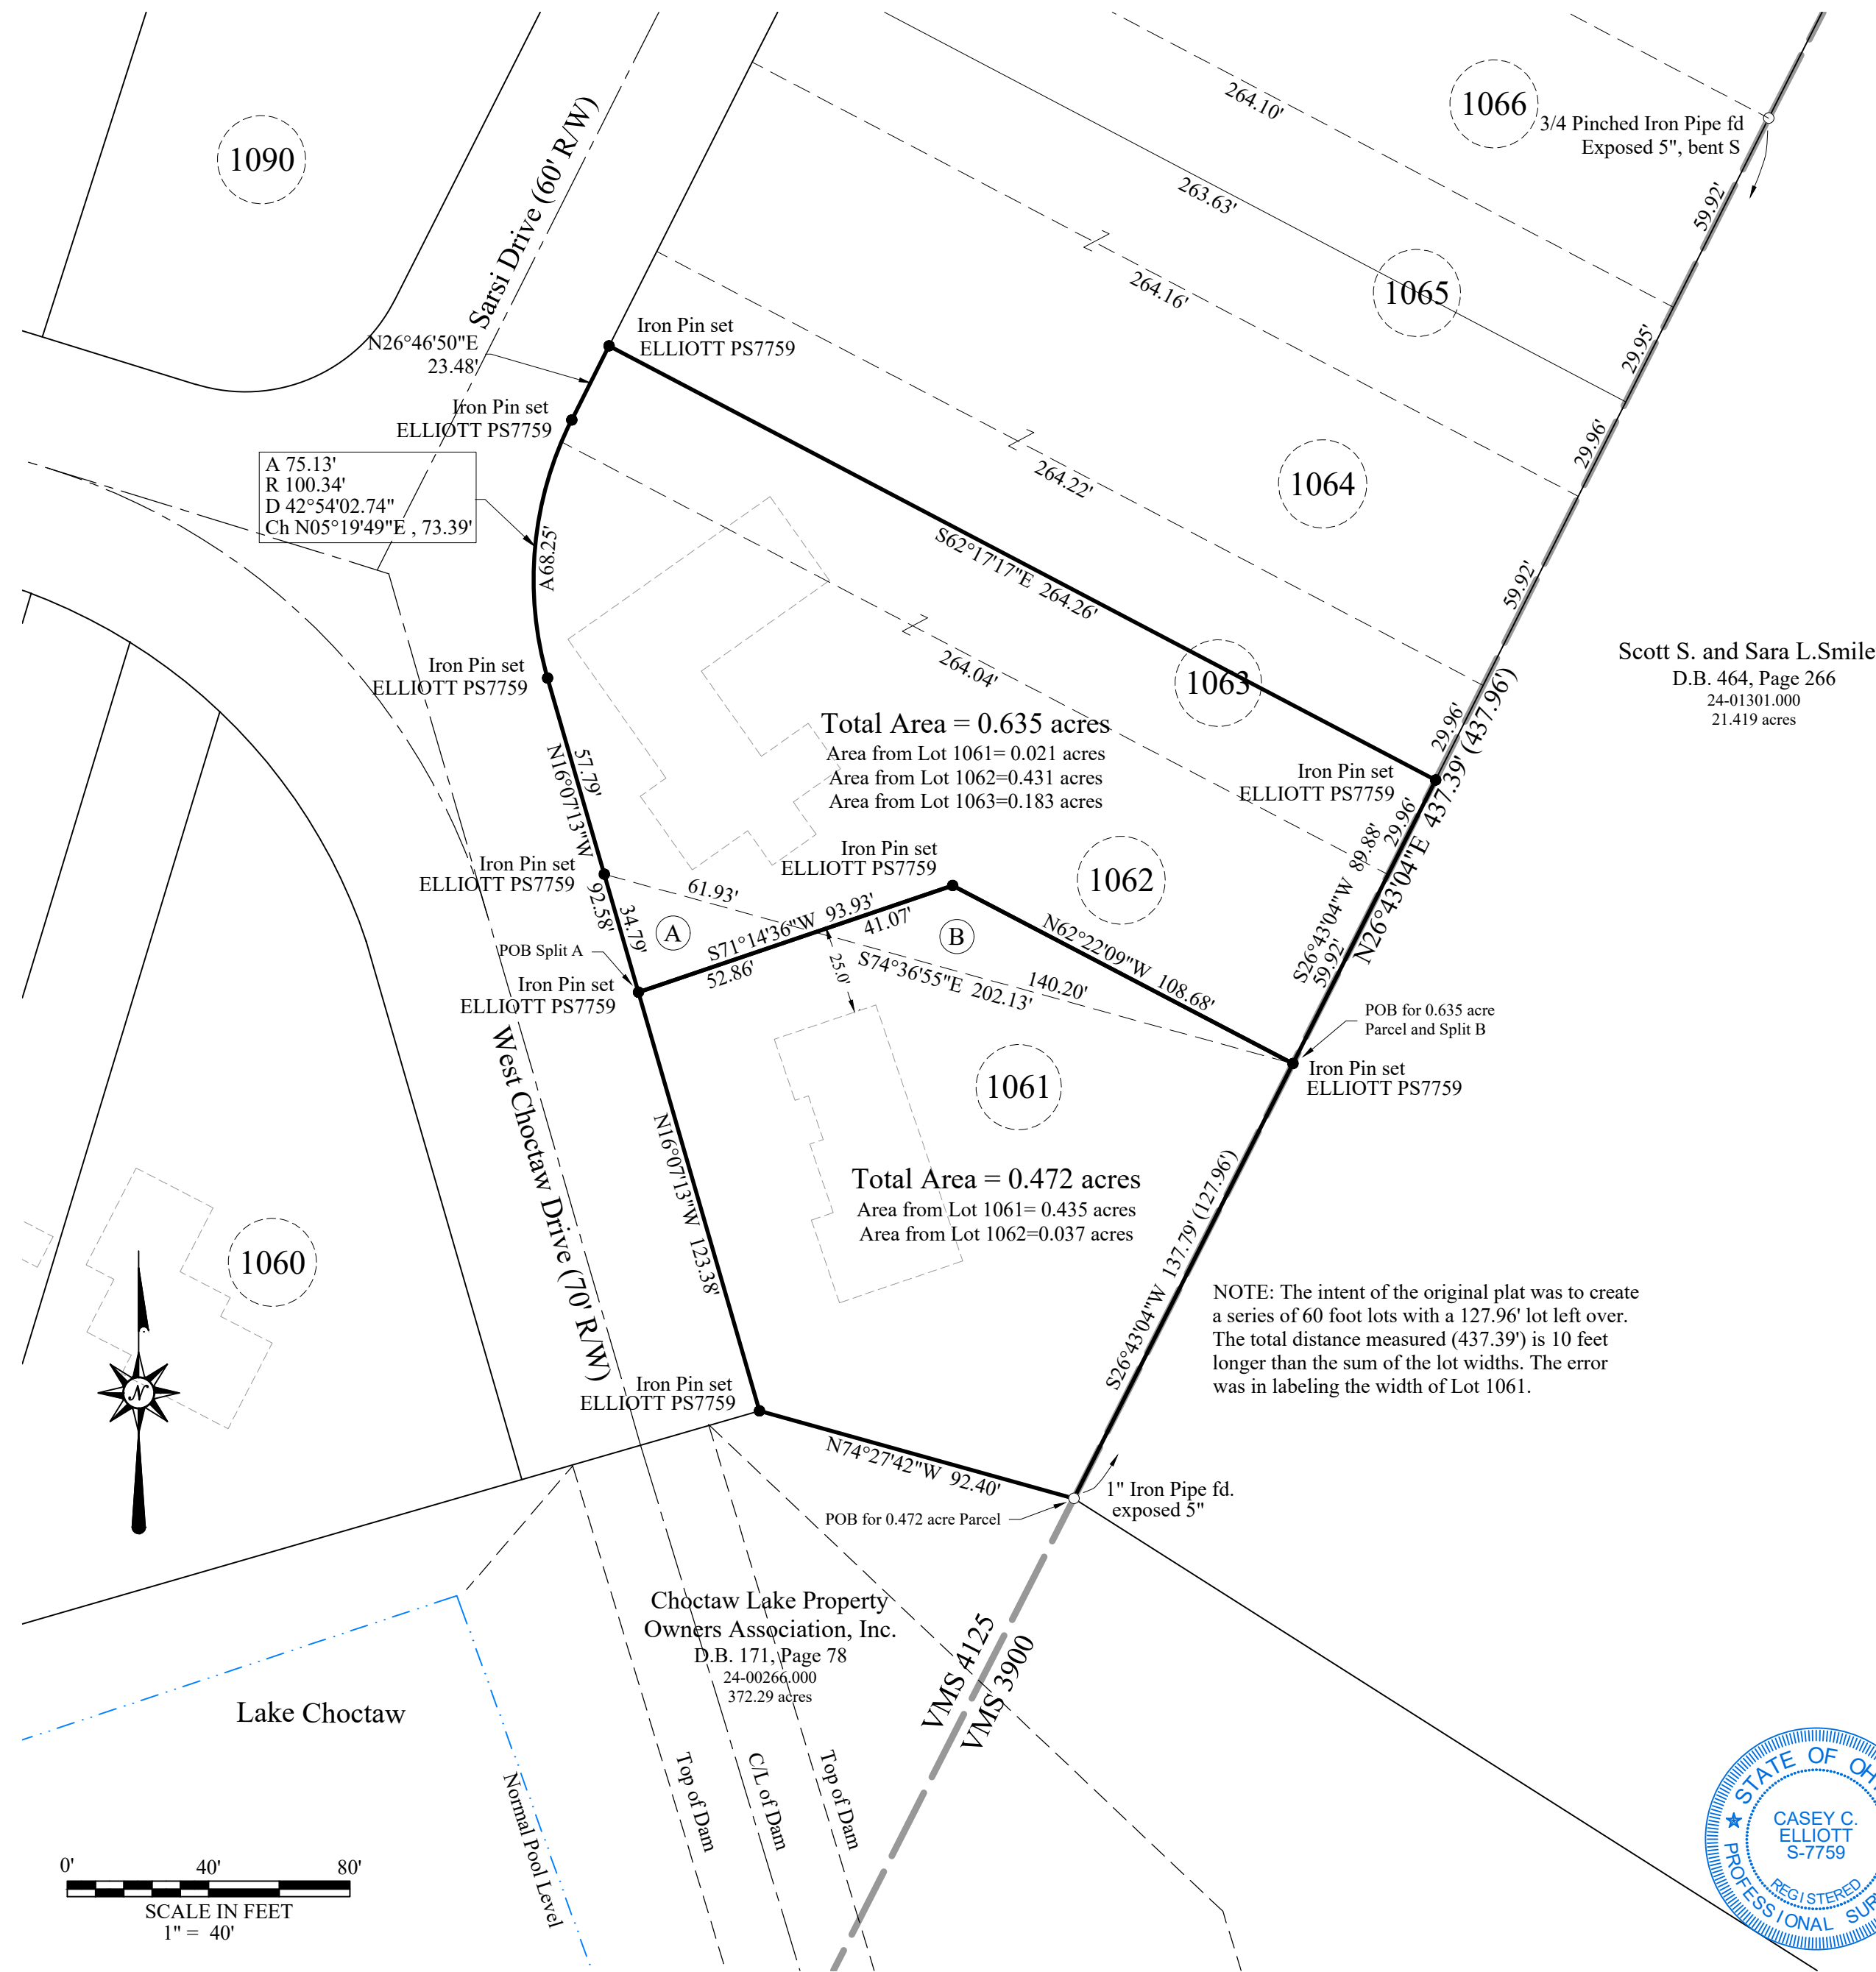 1090
Sarsi Drive (60' R/W)
264.10'
1066
3/4 Pinched Iron Pipe fd
Exposed 5", bent S
59.92'
263.63'
1065
264.16'
29.95'
Iron Pin set
ELLIOTT PS7759
N26°46'50"E
23.48'
Iron Pin set
ELLIOTT PS7759
29.96'
A 75.13'
R 100.34'
D 42°54'02.74"
Ch N05°19'49"E , 73.39'
264.22'
1064
A68.25'
S62°17'17"E 264.26'
59.92'
Scott S. and Sara L.Smile
D.B. 464, Page 266
24-01301.000
21.419 acres
Iron Pin set
ELLIOTT PS7759
264.04'
1063
29.96'
N26°43'04"E 437.39' (437.96')
Total Area = 0.635 acres
Area from Lot 1061= 0.021 acres
Area from Lot 1062=0.431 acres
Area from Lot 1063=0.183 acres
57.79'
N16°07'13"W
Iron Pin set
ELLIOTT PS7759
29.96'
S26°43'04"W 89.88'
59.92'
Iron Pin set
ELLIOTT PS7759
Iron Pin set
ELLIOTT PS7759
1062
61.93'
92.58'
34.79'
A
S71°14'36"W 93.93'
41.07'
52.86'
B
N62°22'09"W 108.68'
POB Split A
Iron Pin set
ELLIOTT PS7759
25.0'
S74°36'55"E 202.13'
140.20'
POB for 0.635 acre
Parcel and Split B
Iron Pin set
ELLIOTT PS7759
1061
West Choctaw Drive (70' R/W)
N16°07'13"W 123.38'
Total Area = 0.472 acres
Area from Lot 1061= 0.435 acres
Area from Lot 1062=0.037 acres
S26°43'04"W 137.79' (127.96')
1060
N
NOTE: The intent of the original plat was to create
a series of 60 foot lots with a 127.96' lot left over.
The total distance measured (437.39') is 10 feet
longer than the sum of the lot widths. The error
was in labeling the width of Lot 1061.
Iron Pin set
ELLIOTT PS7759
N74°27'42"W 92.40'
1" Iron Pipe fd.
exposed 5"
POB for 0.472 acre Parcel
Choctaw Lake Property
Owners Association, Inc.
D.B. 171, Page 78
24-00266.000
372.29 acres
VMS 4125
VMS 3900
Lake Choctaw
Normal Pool Level
Top of Dam
C/L of Dam
Top of Dam
0' 40' 80'
SCALE IN FEET
1" = 40'
STATE OF OH
CASEY C.
ELLIOTT
S-7759
REGISTERED
PROFESSIONAL SUR